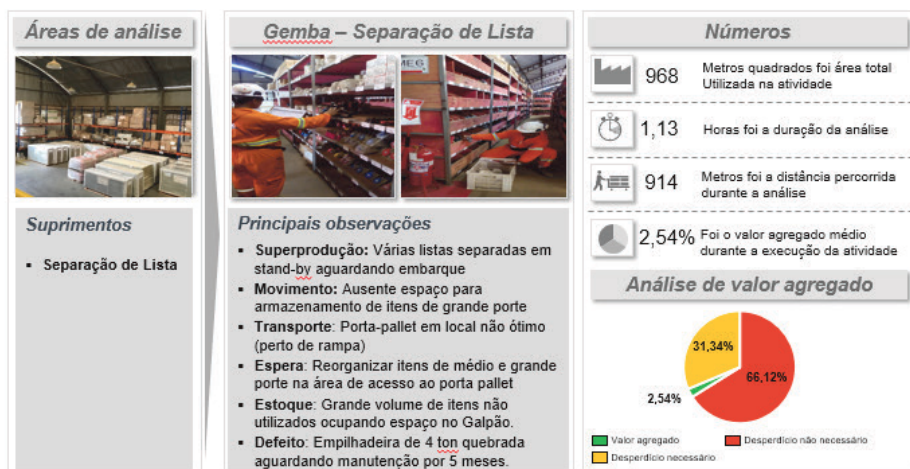 Áreas de análise
Suprimentos
▪ Separação de Lista
Gemba – Separação de Lista
MEG
Principais observações
▪ Superprodução: Várias listas separadas em
stand-by aguardando embarque
▪ Movimento: Ausente espaço para
armazenamento de itens de grande porte
▪ Transporte: Porta-pallet em local não ótimo
(perto de rampa)
▪ Espera: Reorganizar itens de médio e grande
porte na área de acesso ao porta pallet
▪ Estoque: Grande volume de itens não
utilizados ocupando espaço no Galpão.
▪ Defeito: Empilhadeira de 4 ton quebrada
aguardando manutenção por 5 meses.
Números
968 Metros quadrados foi área total
Utilizada na atividade
1,13 Horas foi a duração da análise
914 Metros foi a distância percorrida
durante a análise
2,54% Foi o valor agregado médio
durante a execução da atividade
Análise de valor agregado
31,34%
66,12%
2,54%
Valor agregado
Desperdício não necessário
Desperdício necessário